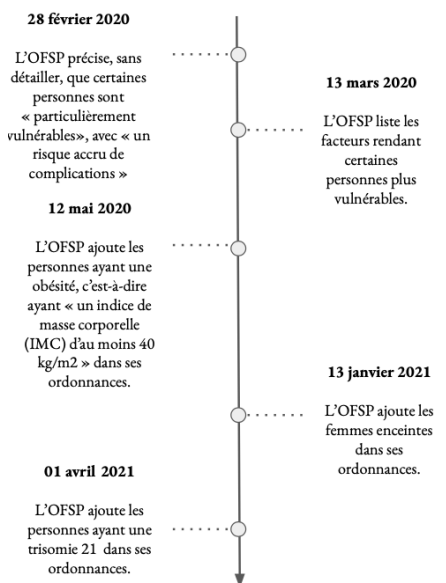 28 février 2020
L'OFSP précise, sans
détailler, que certaines
personnes sont
« particulièrement
vulnérables», avec « un
risque accru de
complications »
13 mars 2020
L'OFSP liste les
facteurs rendant
certaines
personnes plus
vulnérables.
12 mai 2020
L'OFSP ajoute les
personnes ayant une
obésité, c'est-à-dire
ayant « un indice de
masse corporelle
(IMC) d'au moins 40
kg/m2 » dans ses
ordonnances.
13 janvier 2021
L'OFSP ajoute les
femmes enceintes
dans ses
ordonnances.
01 avril 2021
L'OFSP ajoute les
personnes ayant une
trisomie 21 dans ses
ordonnances.